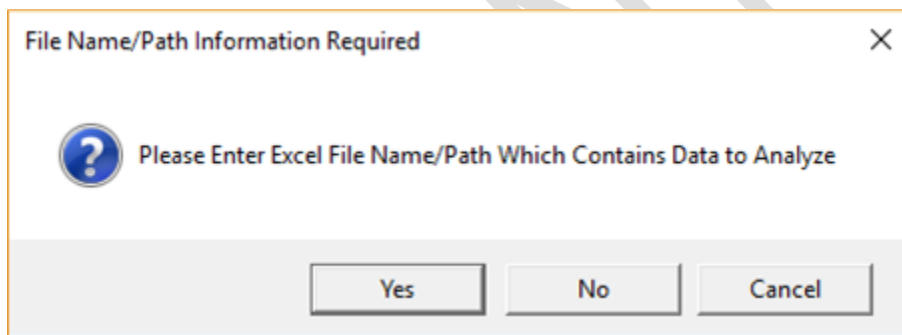 File Name/Path Information Required
Please Enter Excel File Name/Path Which Contains Data to Analyze
Yes No Cancel